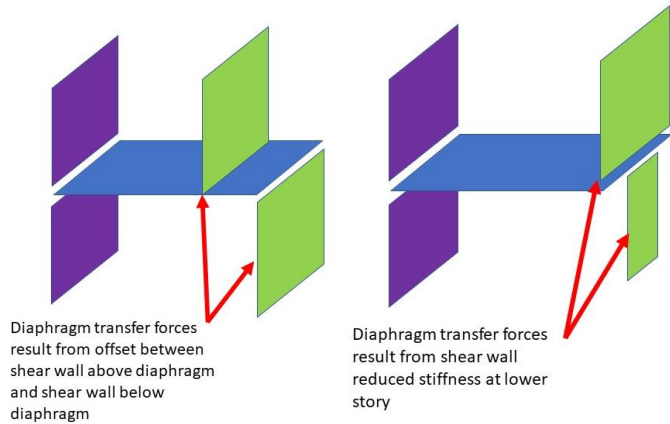 Diaphragm transfer forces
result from offset between
shear wall above diaphragm
and shear wall below
diaphragm
Diaphragm transfer forces
result from shear wall
reduced stiffness at lower
story